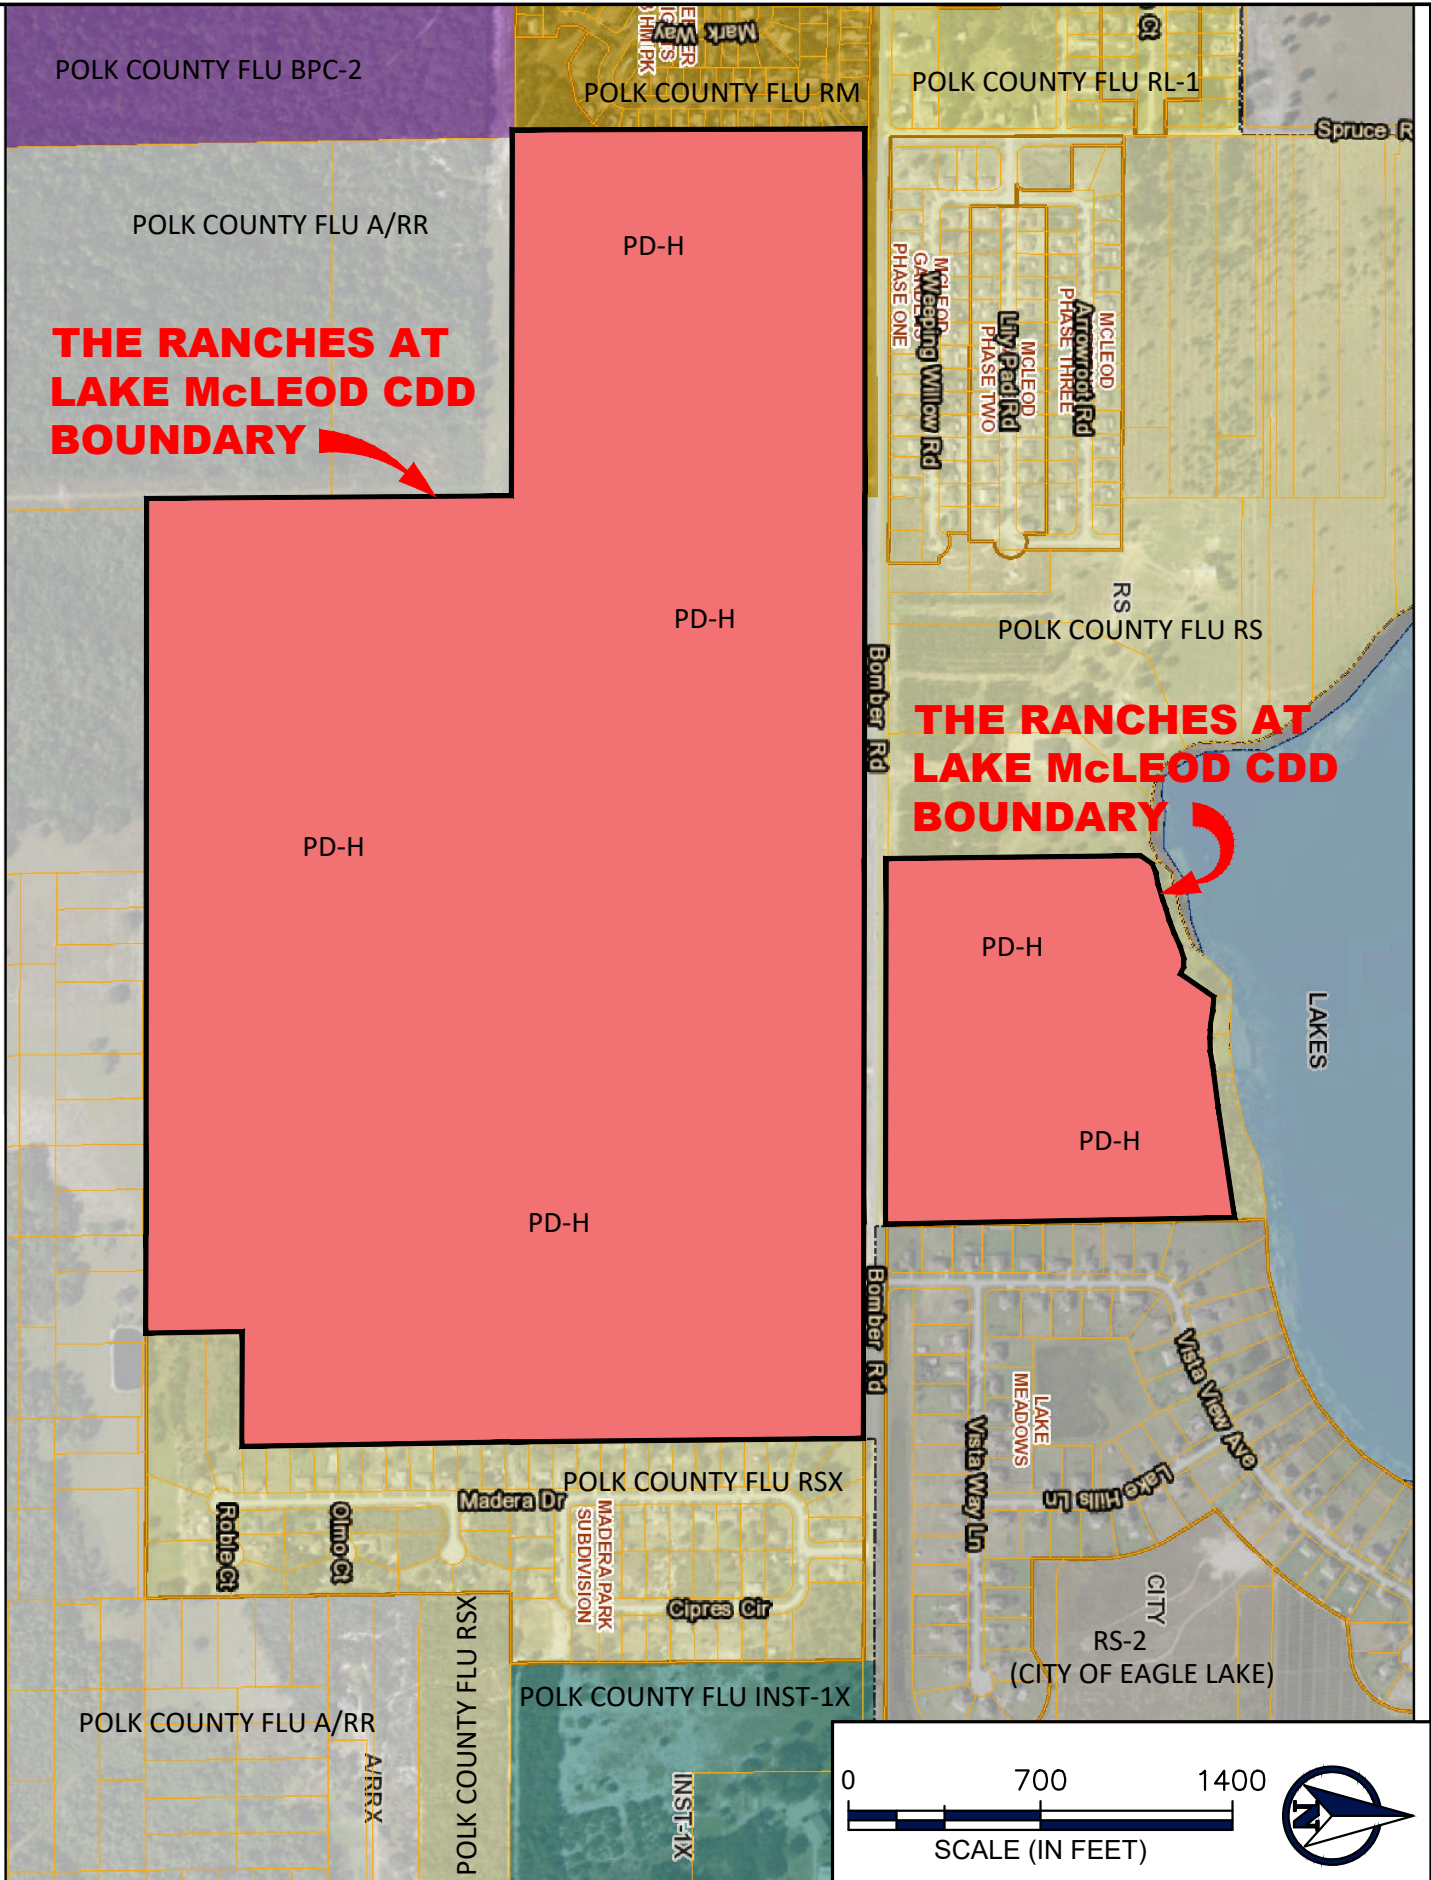 Mark Way
HM PK
Ct
POLK COUNTY FLU BPC-2
POLK COUNTY FLU RM
POLK COUNTY FLU RL-1
Spruce R
POLK COUNTY FLU A/RR
PD-H
THE RANCHES AT
LAKE McLEOD CDD
BOUNDARY
MCLEOD
PHASE ONE
Weeping Willow Rd
MCLEOD
PHASE TWO
Lily Pad Rd
MCLEOD
PHASE THREE
Arrowroot Rd
RS
PD-H
POLK COUNTY FLU RS
Bomber Rd
THE RANCHES AT
LAKE McLEOD CDD
BOUNDARY
PD-H
PD-H
LAKES
PD-H
PD-H
Bomber Rd
Vista View Ave
LAKE
MEADOWS
Vista Way Ln
Lake Hills Ln
POLK COUNTY FLU RSX
Madera Dr
Roble Ct
Olmo Ct
MADERA PARK
SUBDIVISION
Cipres Cir
CITY
RS-2
(CITY OF EAGLE LAKE)
POLK COUNTY FLU RSX
POLK COUNTY FLU INST-1X
POLK COUNTY FLU A/RR
A/RRX
INST-1X
0 700 1400
SCALE (IN FEET)
N